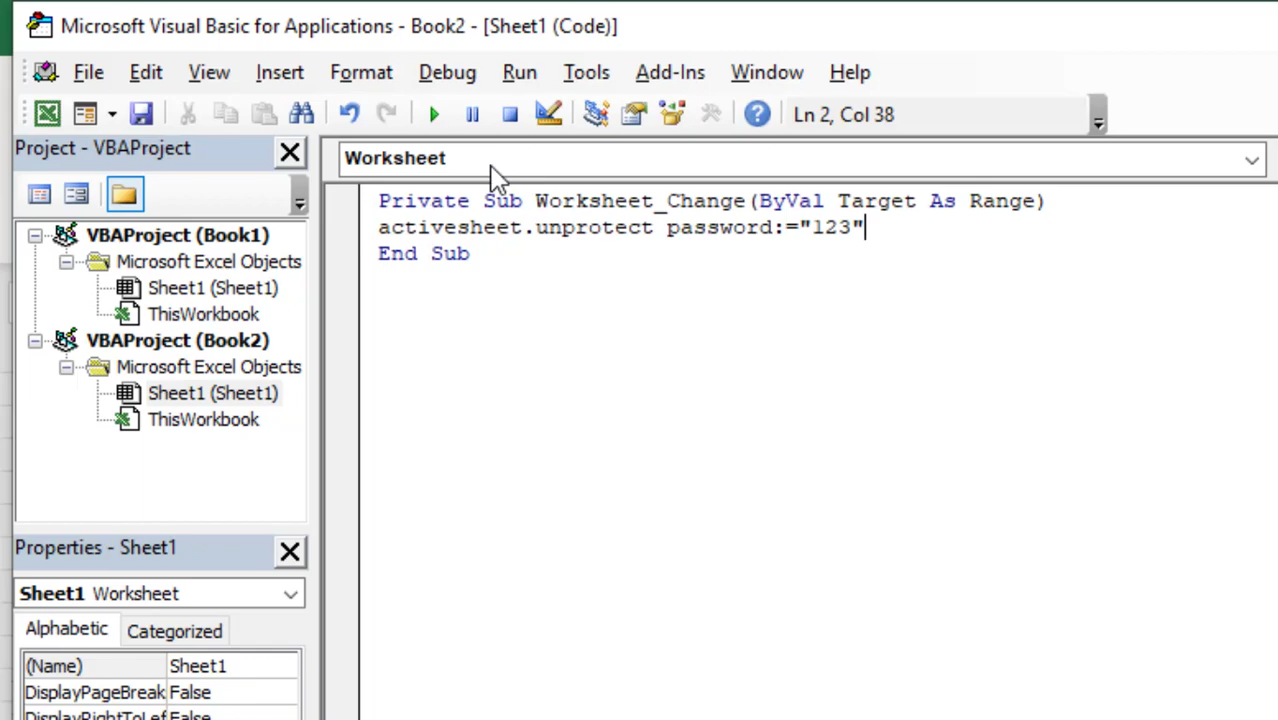 Microsoft Visual Basic for Applications - Book2 - [Sheet1 (Code)]
File Edit View Insert Format Debug Run Tools Add-Ins Window Help
Ln 2, Col 38
Project - VBAProject
Worksheet
Private Sub Worksheet_Change(ByVal Target As Range)
activesheet.unprotect password:="123"
End Sub
VBAProject (Book1)
Microsoft Excel Objects
Sheet1 (Sheet1)
ThisWorkbook
VBAProject (Book2)
Microsoft Excel Objects
Sheet1 (Sheet1)
ThisWorkbook
Properties - Sheet1
Sheet1 Worksheet
Alphabetic Categorized
(Name) Sheet1
DisplayPageBreak False
DisplayRightToLef False